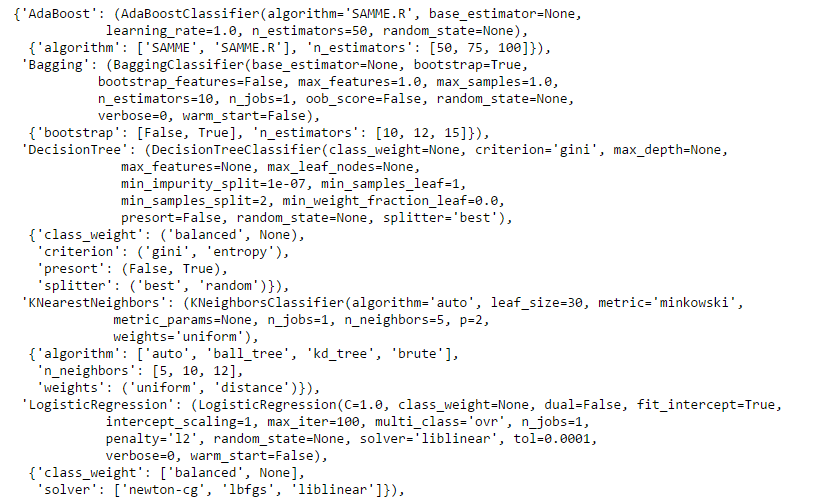 {'AdaBoost': (AdaBoostClassifier(algorithm='SAMME.R', base_estimator=None,
learning_rate=1.0, n_estimators=50, random_state=None),
{'algorithm': ['SAMME', 'SAMME.R'], 'n_estimators': [50, 75, 100]}),
'Bagging': (BaggingClassifier(base_estimator=None, bootstrap=True,
bootstrap_features=False, max_features=1.0, max_samples=1.0,
n_estimators=10, n_jobs=1, oob_score=False, random_state=None,
verbose=0, warm_start=False),
{'bootstrap': [False, True], 'n_estimators': [10, 12, 15]}),
'DecisionTree': (DecisionTreeClassifier(class_weight=None, criterion='gini', max_depth=None,
max_features=None, max_leaf_nodes=None,
min_impurity_split=1e-07, min_samples_leaf=1,
min_samples_split=2, min_weight_fraction_leaf=0.0,
presort=False, random_state=None, splitter='best'),
{'class_weight': ('balanced', None),
'criterion': ('gini', 'entropy'),
'presort': (False, True),
'splitter': ('best', 'random')}),
'KNearestNeighbors': (KNeighborsClassifier(algorithm='auto', leaf_size=30, metric='minkowski',
metric_params=None, n_jobs=1, n_neighbors=5, p=2,
weights='uniform'),
{'algorithm': ['auto', 'ball_tree', 'kd_tree', 'brute'],
'n_neighbors': [5, 10, 12],
'weights': ('uniform', 'distance')}),
'LogisticRegression': (LogisticRegression(C=1.0, class_weight=None, dual=False, fit_intercept=True,
intercept_scaling=1, max_iter=100, multi_class='ovr', n_jobs=1,
penalty='l2', random_state=None, solver='liblinear', tol=0.0001,
verbose=0, warm_start=False),
{'class_weight': ['balanced', None],
'solver': ['newton-cg', 'lbfgs', 'liblinear']}),